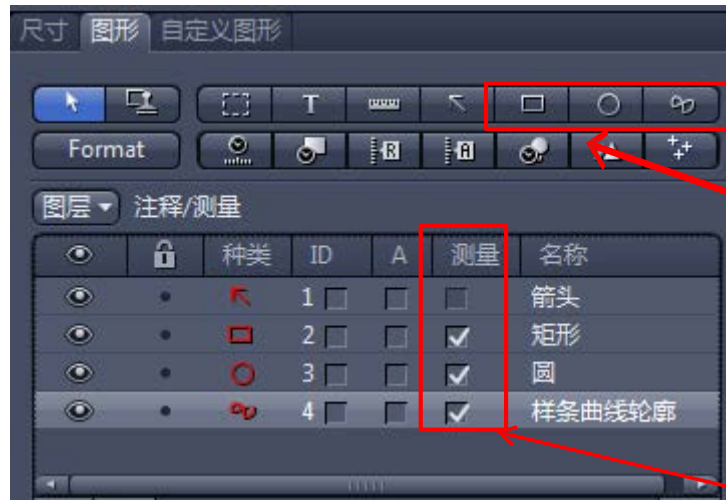 尺寸 图形 自定义图形
T
Format R A
图层 注释/测量
种类 ID A 测量 名称
1 箭头
2 矩形
3 圆
4 样条曲线轮廓